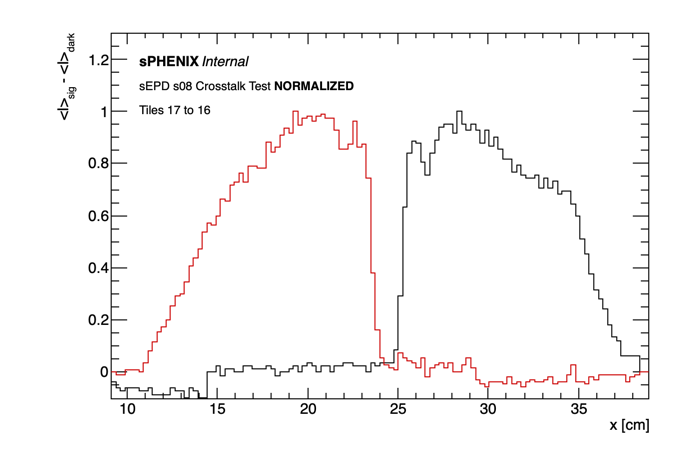 <I>sig - <I>dark
sPHENIX Internal
sEPD s08 Crosstalk Test NORMALIZED
Tiles 17 to 16
1.2
1
0.8
0.6
0.4
0.2
0
10 15 20 25 30 35
x [cm]